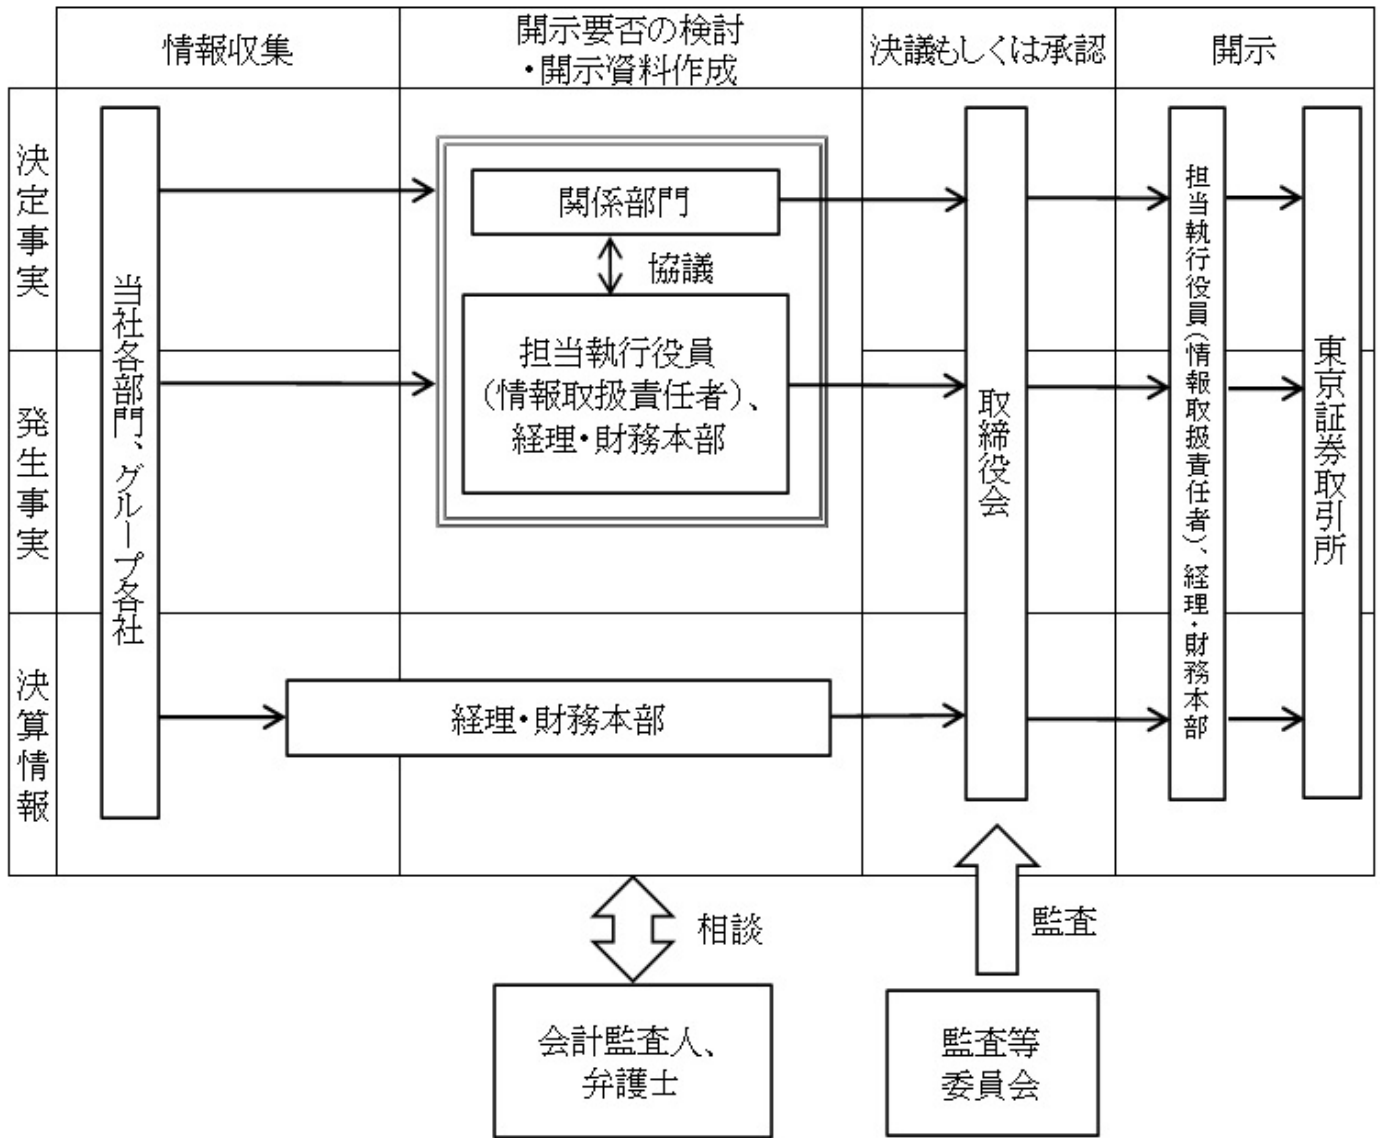 情報収集
開示要否の検討
・開示資料作成
決議もしくは承認
開示
決定事実
発生事実
決算情報
当社各部門、グループ各社
関係部門
協議
担当執行役員
（情報取扱責任者）、
経理・財務本部
経理・財務本部
取締役会
担当執行役員（情報取扱責任者）、経理・財務本部
東京証券取引所
相談
監査
会計監査人、
弁護士
監査等
委員会